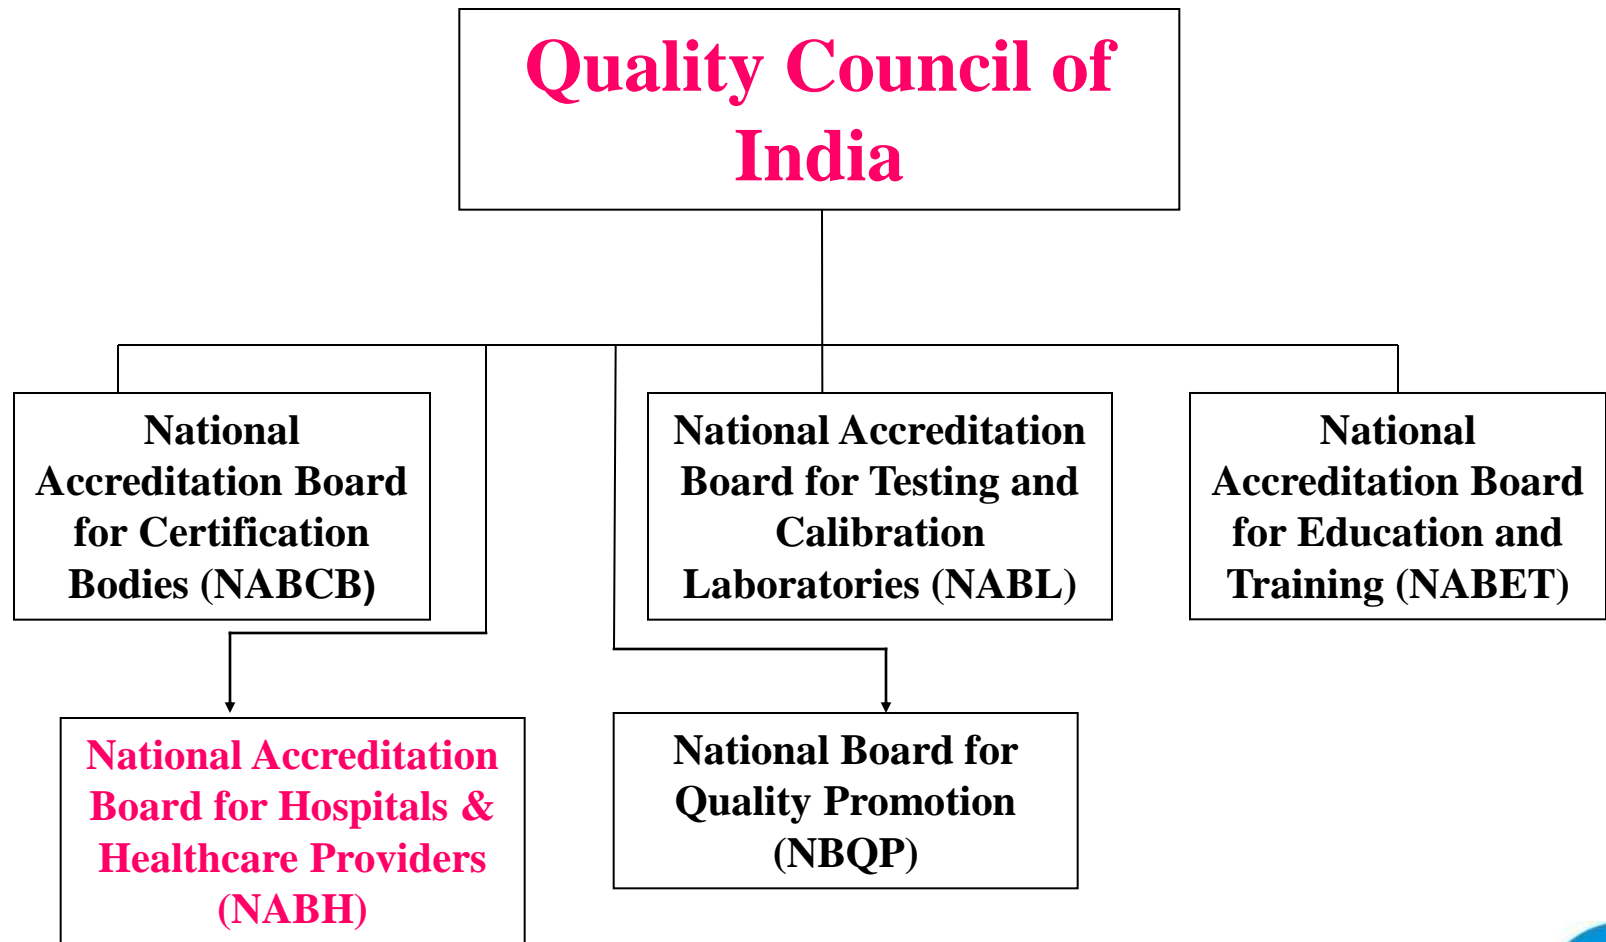 Quality Council of
India
National
Accreditation Board
for Certification
Bodies (NABCB)
National Accreditation
Board for Testing and
Calibration
Laboratories (NABL)
National
Accreditation Board
for Education and
Training (NABET)
National Accreditation
Board for Hospitals &
Healthcare Providers
(NABH)
National Board for
Quality Promotion
(NBQP)